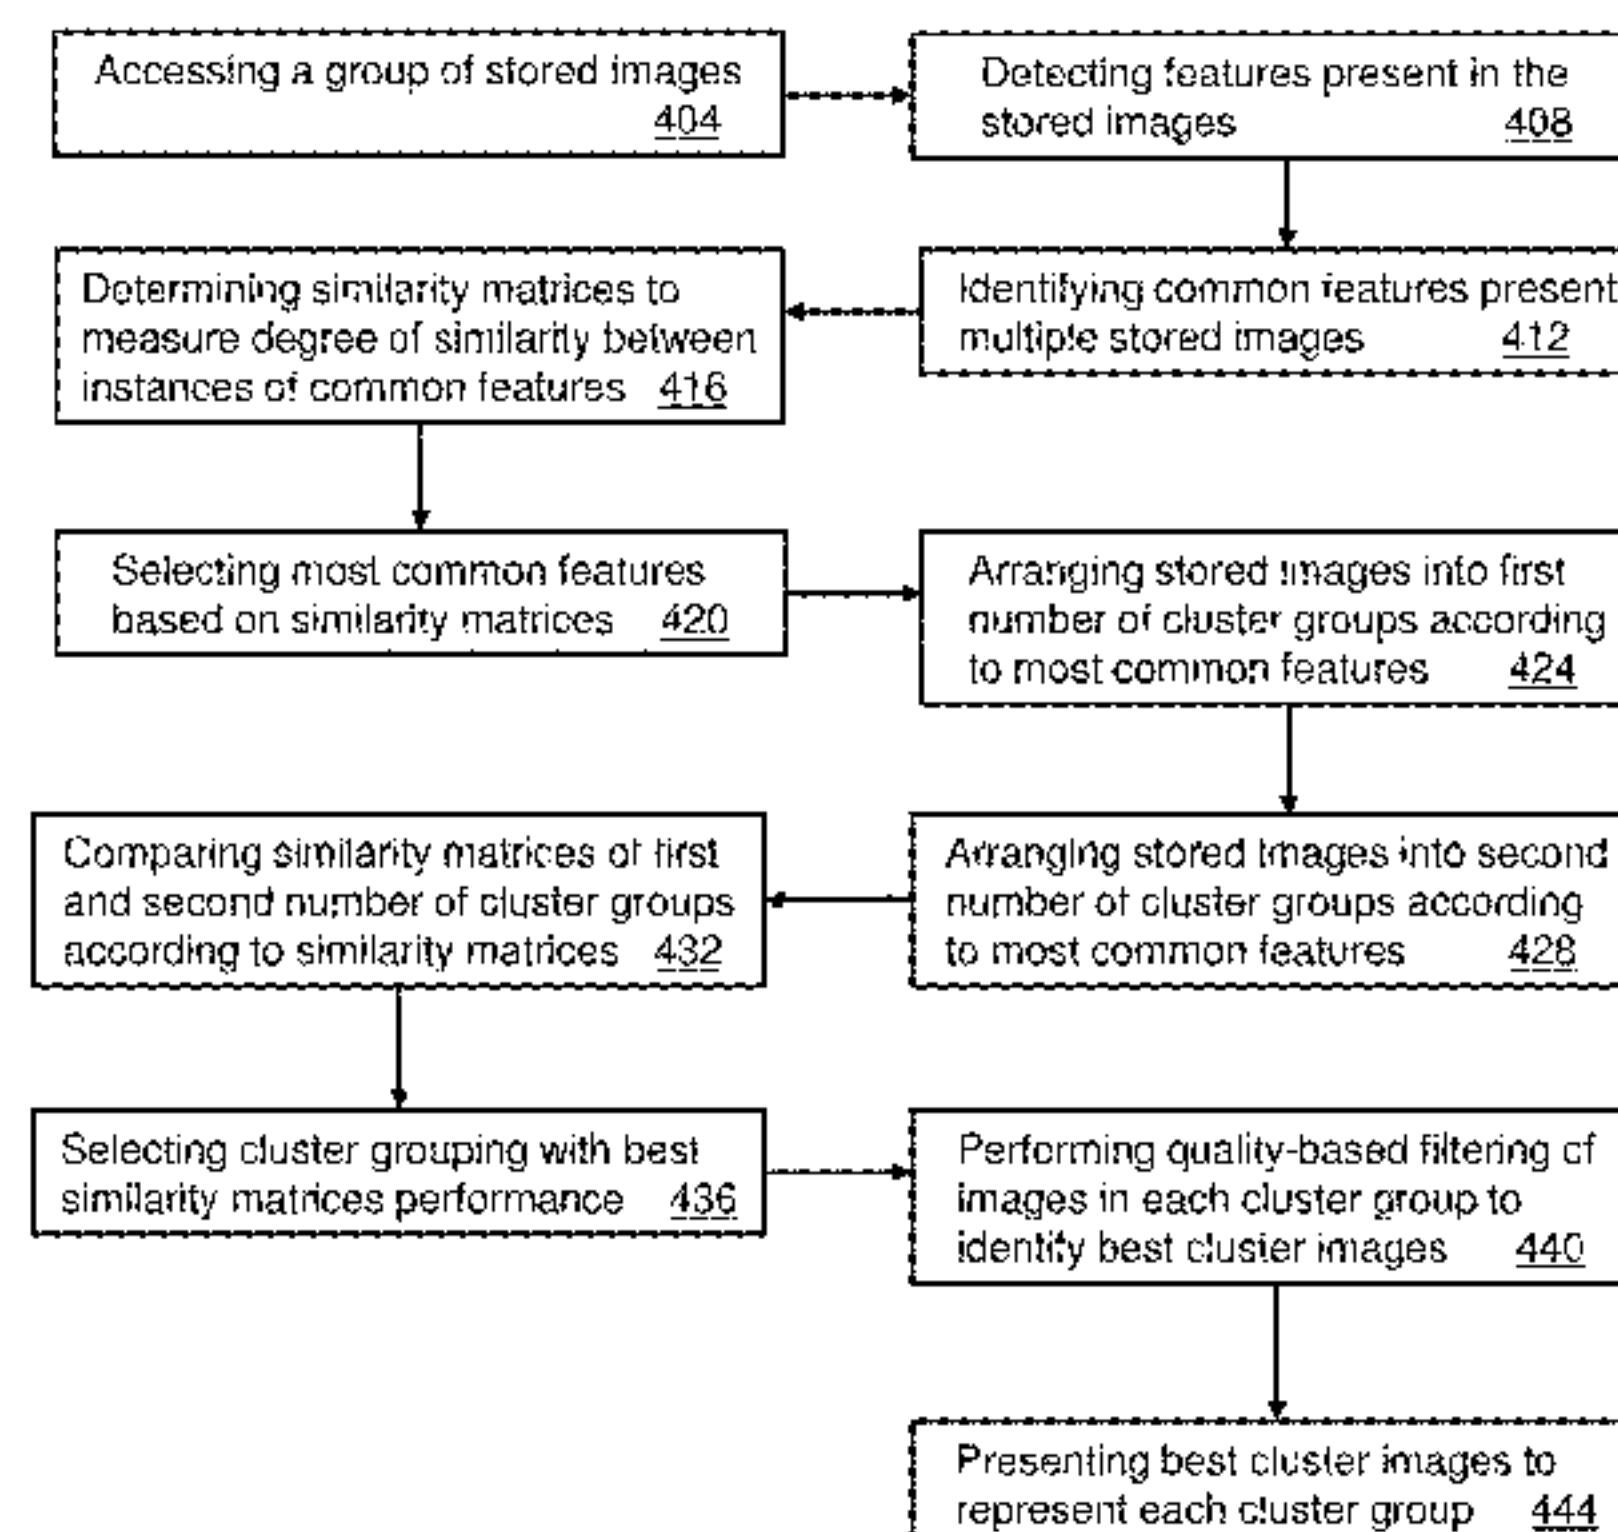 Accessing a group of stored images
404
Detecting features present in the
stored images 408
Identifying common features present
multiple stored images 412
Determining similarity matrices to
measure degree of similarity between
instances of common features 416
Selecting most common features
based on similarity matrices 420
Arranging stored images into first
number of cluster groups according
to most common features 424
Arranging stored images into second
number of cluster groups according
to most common features 428
Comparing similarity matrices of first
and second number of cluster groups
according to similarity matrices 432
Selecting cluster grouping with best
similarity matrices performance 436
Performing quality-based filtering of
images in each cluster group to
identify best cluster images 440
Presenting best cluster images to
represent each cluster group 444